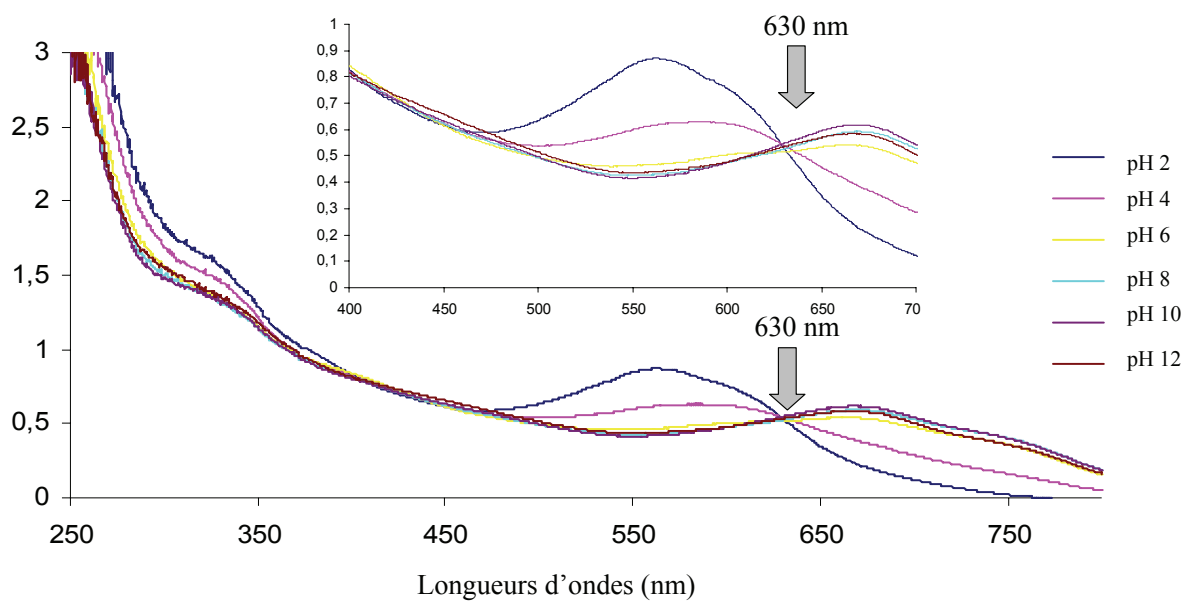 630 nm
1
0,9
0,8
0,7
0,6
0,5
0,4
0,3
0,2
0,1
0
400 450 500 550 600 650 70
3
2,5
2
1,5
1
0,5
0
630 nm
250 350 450 550 650 750
Longueurs d’ondes (nm)
pH 2
pH 4
pH 6
pH 8
pH 10
pH 12